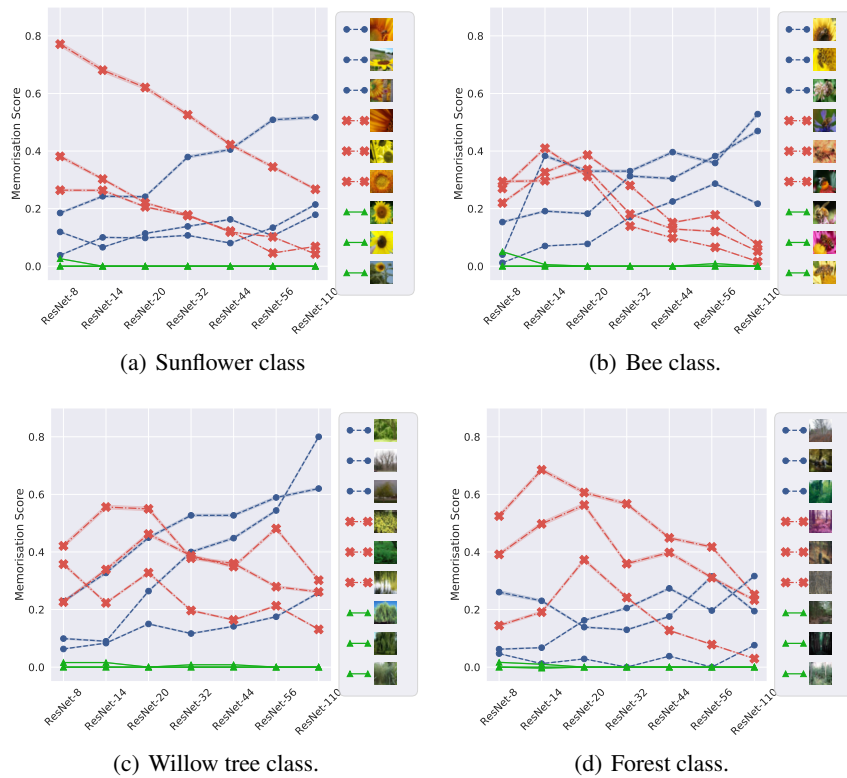 0.8
0.6
0.4
0.2
0.0
Memorisation Score
ResNet-8
ResNet-14
ResNet-20
ResNet-32
ResNet-44
ResNet-56
ResNet-110
(a) Sunflower class
0.8
0.6
0.4
0.2
0.0
Memorisation Score
ResNet-8
ResNet-14
ResNet-20
ResNet-32
ResNet-44
ResNet-56
ResNet-110
(b) Bee class.
0.8
0.6
0.4
0.2
0.0
Memorisation Score
ResNet-8
ResNet-14
ResNet-20
ResNet-32
ResNet-44
ResNet-56
ResNet-110
(c) Willow tree class.
0.8
0.6
0.4
0.2
0.0
Memorisation Score
ResNet-8
ResNet-14
ResNet-20
ResNet-32
ResNet-44
ResNet-56
ResNet-110
(d) Forest class.